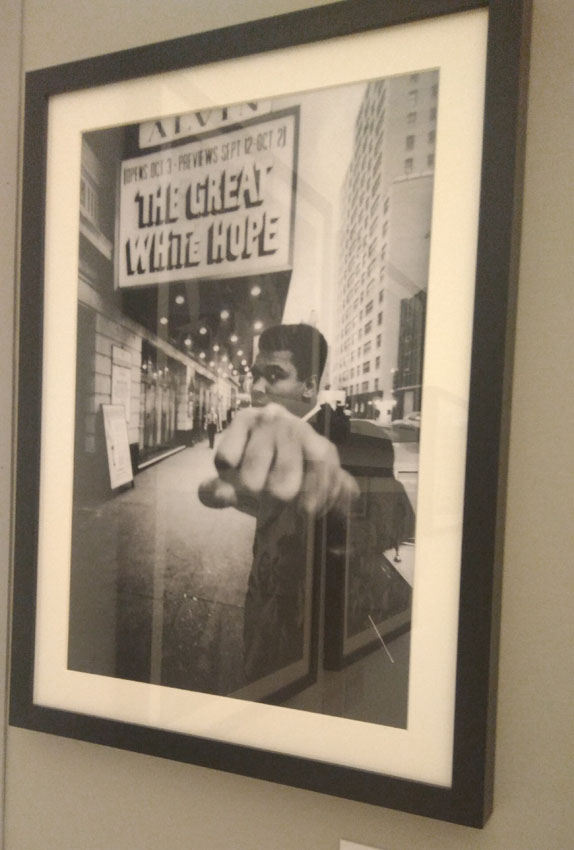 ALVIN
OPENS OCT 3 - PREVIEWS SEPT 12-OCT 2
THE GREAT
WHITE HOPE